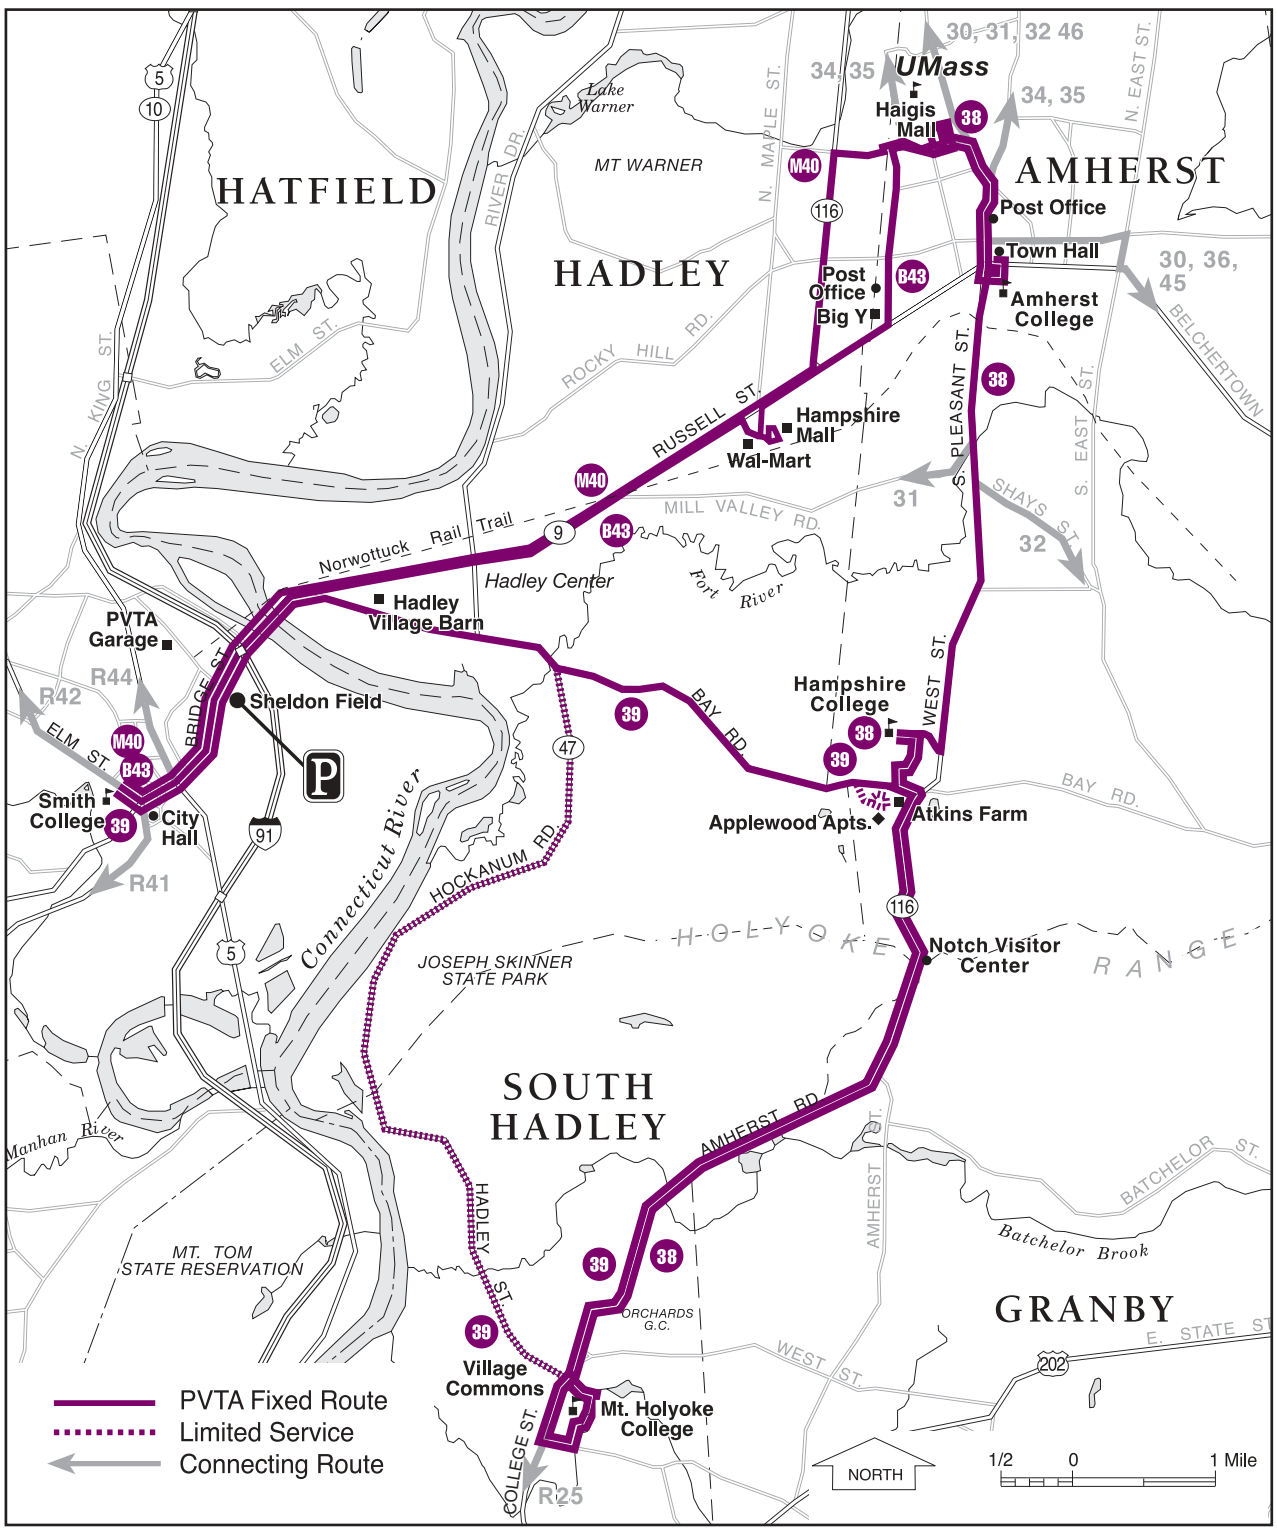 30, 31, 32 46
34, 35
UMass
5
10
Lake
Warner
Haigis
Mall
38
34, 35
N. EAST ST.
N. MAPLE ST.
RIVER DR.
MT WARNER
M40
HATFIELD
AMHERST
116
Post Office
HADLEY
Town Hall
30, 36,
45
Post
Office
B43
Big Y
Amherst
College
BELCHERTOWN
N. KING ST.
ELM ST.
ROCKY HILL RD.
S. PLEASANT ST.
38
RUSSELL ST.
Hampshire
Mall
Wal-Mart
S. EAST ST.
M40
31
SHAYS ST.
32
MILL VALLEY RD.
Norwottuck Rail Trail
9
B43
Hadley Center
Fort River
Hadley
Village Barn
PVTA
Garage
BRIDGE ST.
R44
R42
Sheldon Field
P
WEST ST.
Hampshire
College
38
39
BAY RD.
39
ELM ST.
M40
B43
47
BAY RD.
Smith
College
39
City
Hall
91
Applewood Apts.
Atkins Farm
R41
Connecticut River
HOCKANUM RD.
116
5
HOLYOKE RANGE
Notch Visitor
Center
JOSEPH SKINNER
STATE PARK
SOUTH
HADLEY
AMHERST RD.
Manhan River
AMHERST ST.
BATCHELOR ST.
HADLEY ST.
Batchelor Brook
MT. TOM
STATE RESERVATION
39
38
GRANBY
ORCHARDS
G.C.
39
E. STATE ST
WEST ST.
202
Village
Commons
Mt. Holyoke
College
COLLEGE ST.
R25
PVTA Fixed Route
Limited Service
Connecting Route
NORTH
1/2 0 1 Mile